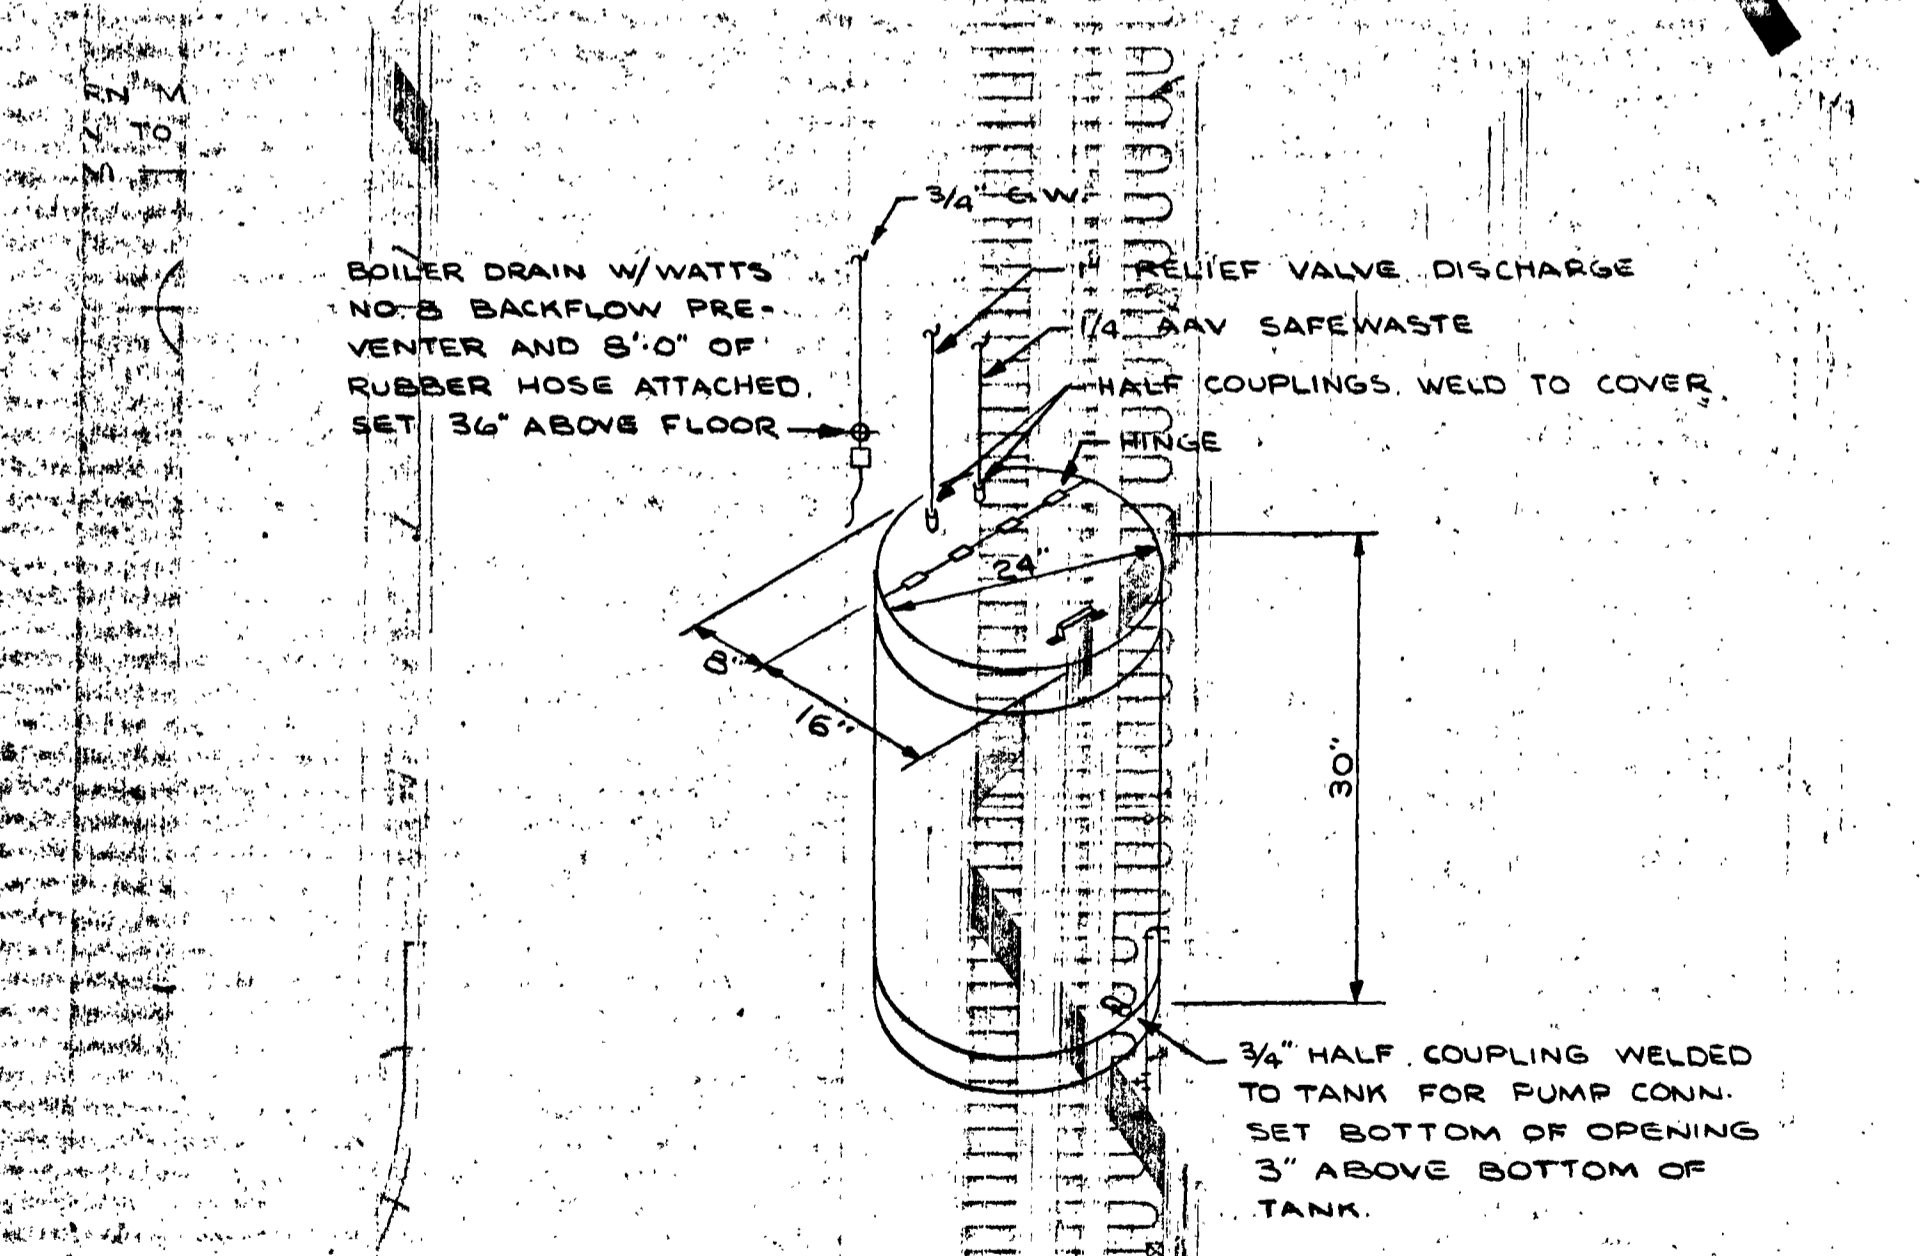 RN M
TO
3/4" C.W.
BOILER DRAIN W/WATTS
NO. 8 BACKFLOW PRE-
VENTER AND 8'-0" OF
RUBBER HOSE ATTACHED.
SET 36" ABOVE FLOOR
1" RELIEF VALVE DISCHARGE
1/4 AAV SAFEWASTE
HALF COUPLINGS. WELD TO COVER.
HINGE
24"
8"
16"
30"
3/4" HALF COUPLING WELDED
TO TANK FOR PUMP CONN.
SET BOTTOM OF OPENING
3" ABOVE BOTTOM OF
TANK.